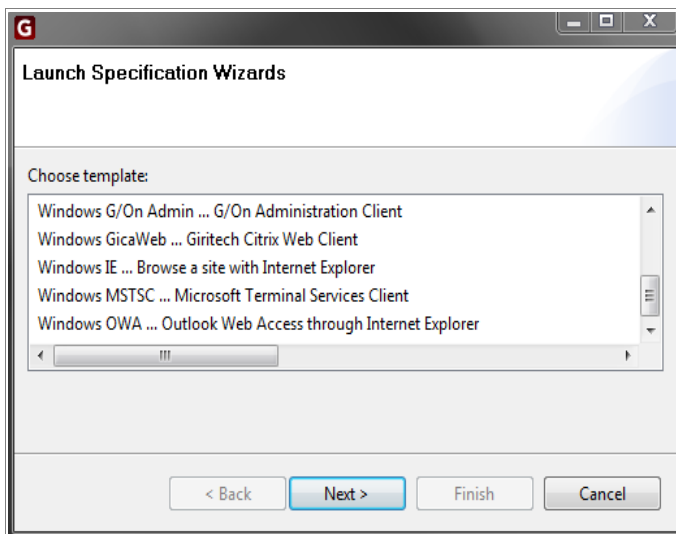 G
X
Launch Specification Wizards
Choose template:
Windows G/On Admin ... G/On Administration Client
Windows GicaWeb ... Giritech Citrix Web Client
Windows IE ... Browse a site with Internet Explorer
Windows MSTSC ... Microsoft Terminal Services Client
Windows OWA ... Outlook Web Access through Internet Explorer
< Back Next > Finish Cancel